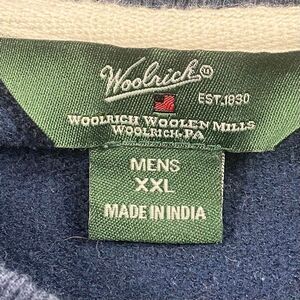 Woolrich ®
EST. 1830
WOOLRICH WOOLEN MILLS
WOOLRICH, PA
MENS
XXL
MADE IN INDIA